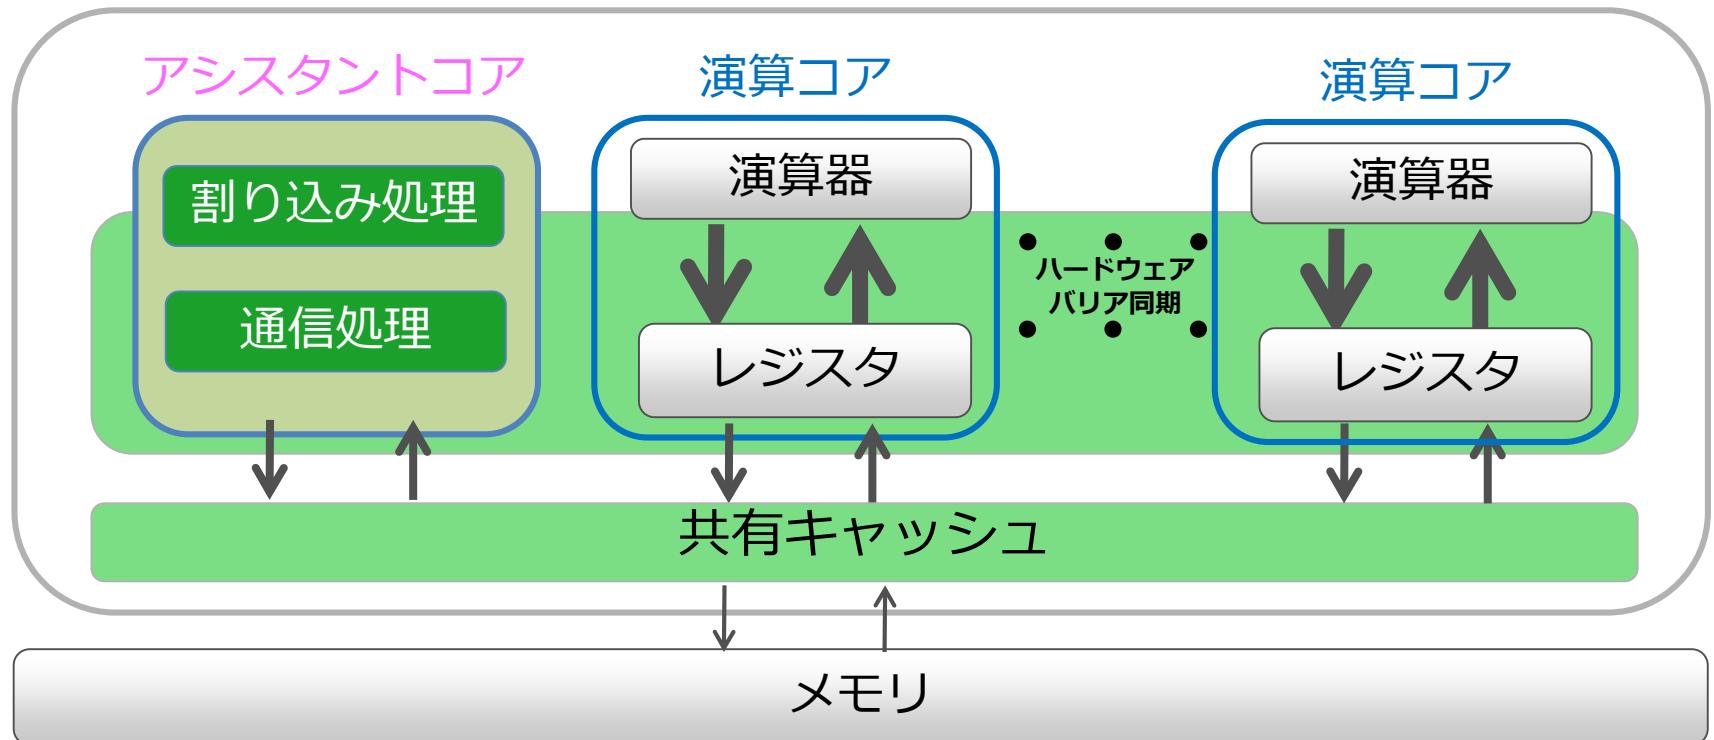 アシスタントコア
演算コア
演算コア
割り込み処理
通信処理
演算器
レジスタ
ハードウェア
バリア同期
演算器
レジスタ
共有キャッシュ
メモリ